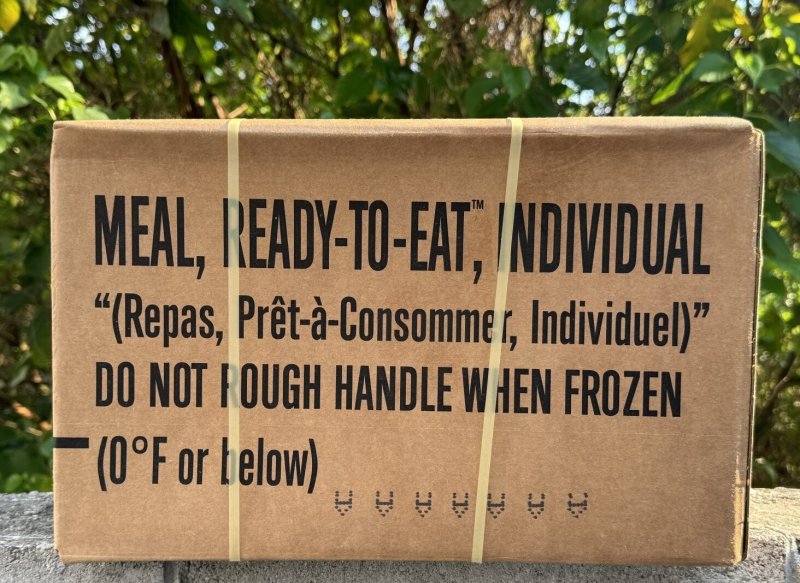 MEAL, READY-TO-EAT™, INDIVIDUAL
“(Repas, Prêt-à-Consommer, Individuel)”
DO NOT ROUGH HANDLE WHEN FROZEN
(0°F or below)